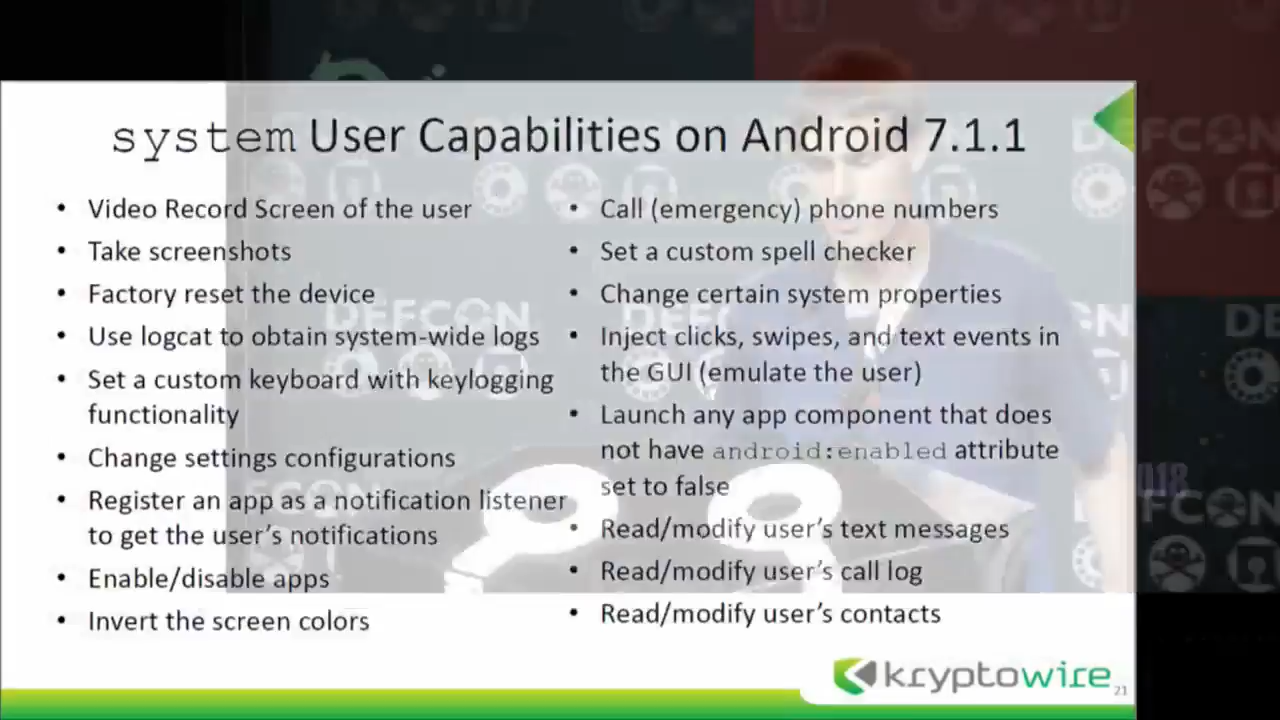 system User Capabilities on Android 7.1.1
• Video Record Screen of the user
• Take screenshots
• Factory reset the device
• Use logcat to obtain system-wide logs
• Set a custom keyboard with keylogging
functionality
• Change settings configurations
• Register an app as a notification listener
to get the user's notifications
• Enable/disable apps
• Invert the screen colors
• Call (emergency) phone numbers
• Set a custom spell checker
• Change certain system properties
• Inject clicks, swipes, and text events in
the GUI (emulate the user)
• Launch any app component that does
not have android:enabled attribute
set to false
• Read/modify user's text messages
• Read/modify user's call log
• Read/modify user's contacts
kryptowire
21
DEFCON
DEFCON